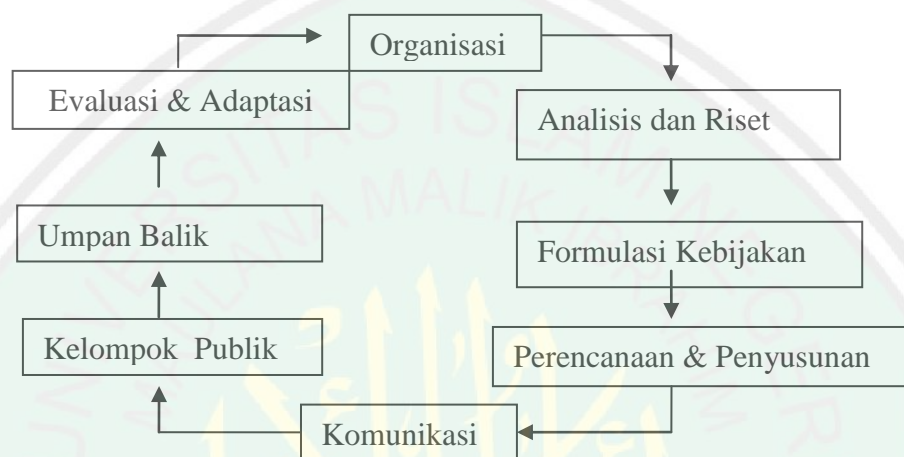 Organisasi
Evaluasi & Adaptasi
Analisis dan Riset
Umpan Balik
Formulasi Kebijakan
Kelompok Publik
Perencanaan & Penyusunan
Komunikasi